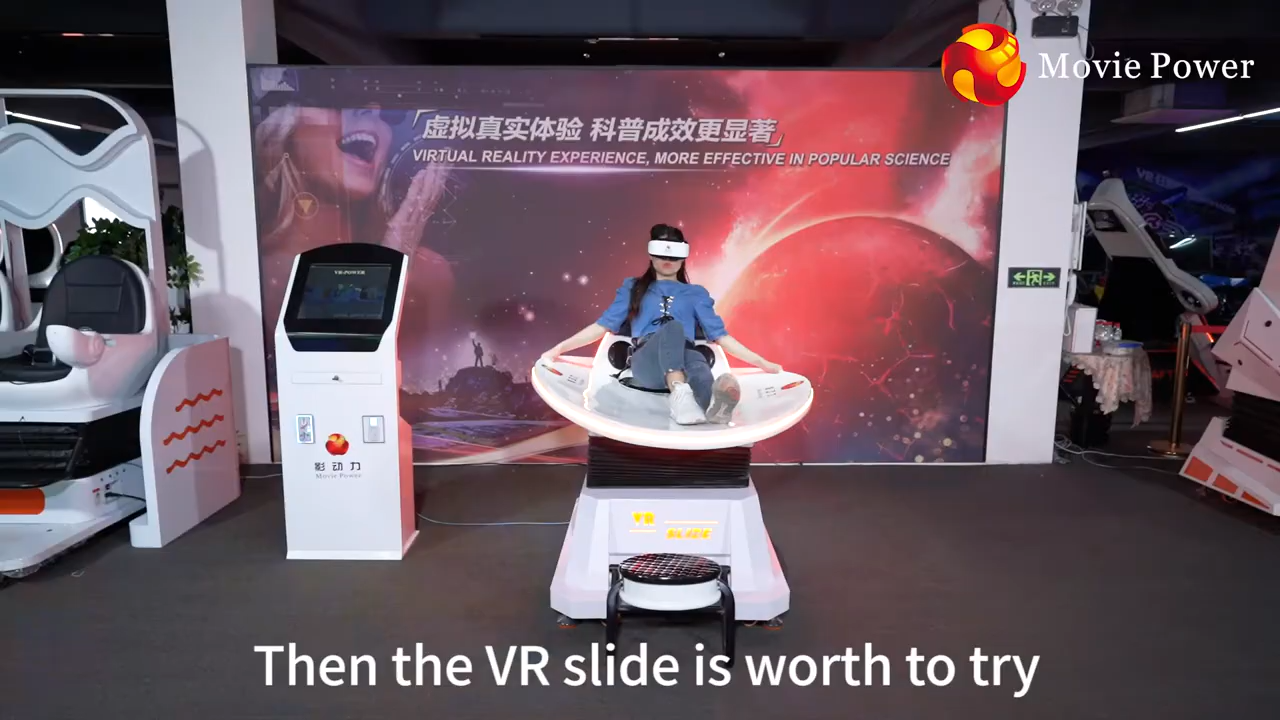 Movie Power
「虚拟真实体验 科普成效更显著」
VIRTUAL REALITY EXPERIENCE, MORE EFFECTIVE IN POPULAR SCIENCE
VR-POWER
影动力
Movie Power
VR
SLIDE
Then the VR slide is worth to try